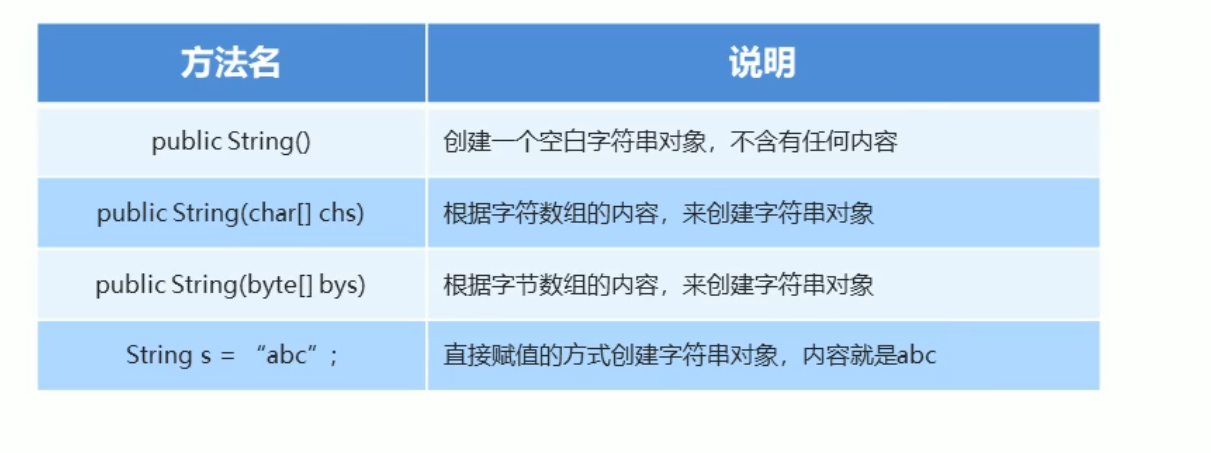 方法名 说明
public String() 创建一个空白字符串对象，不含有任何内容
public String(char[] chs) 根据字符数组的内容，来创建字符串对象
public String(byte[] bys) 根据字节数组的内容，来创建字符串对象
String s = “abc”; 直接赋值的方式创建字符串对象，内容就是abc